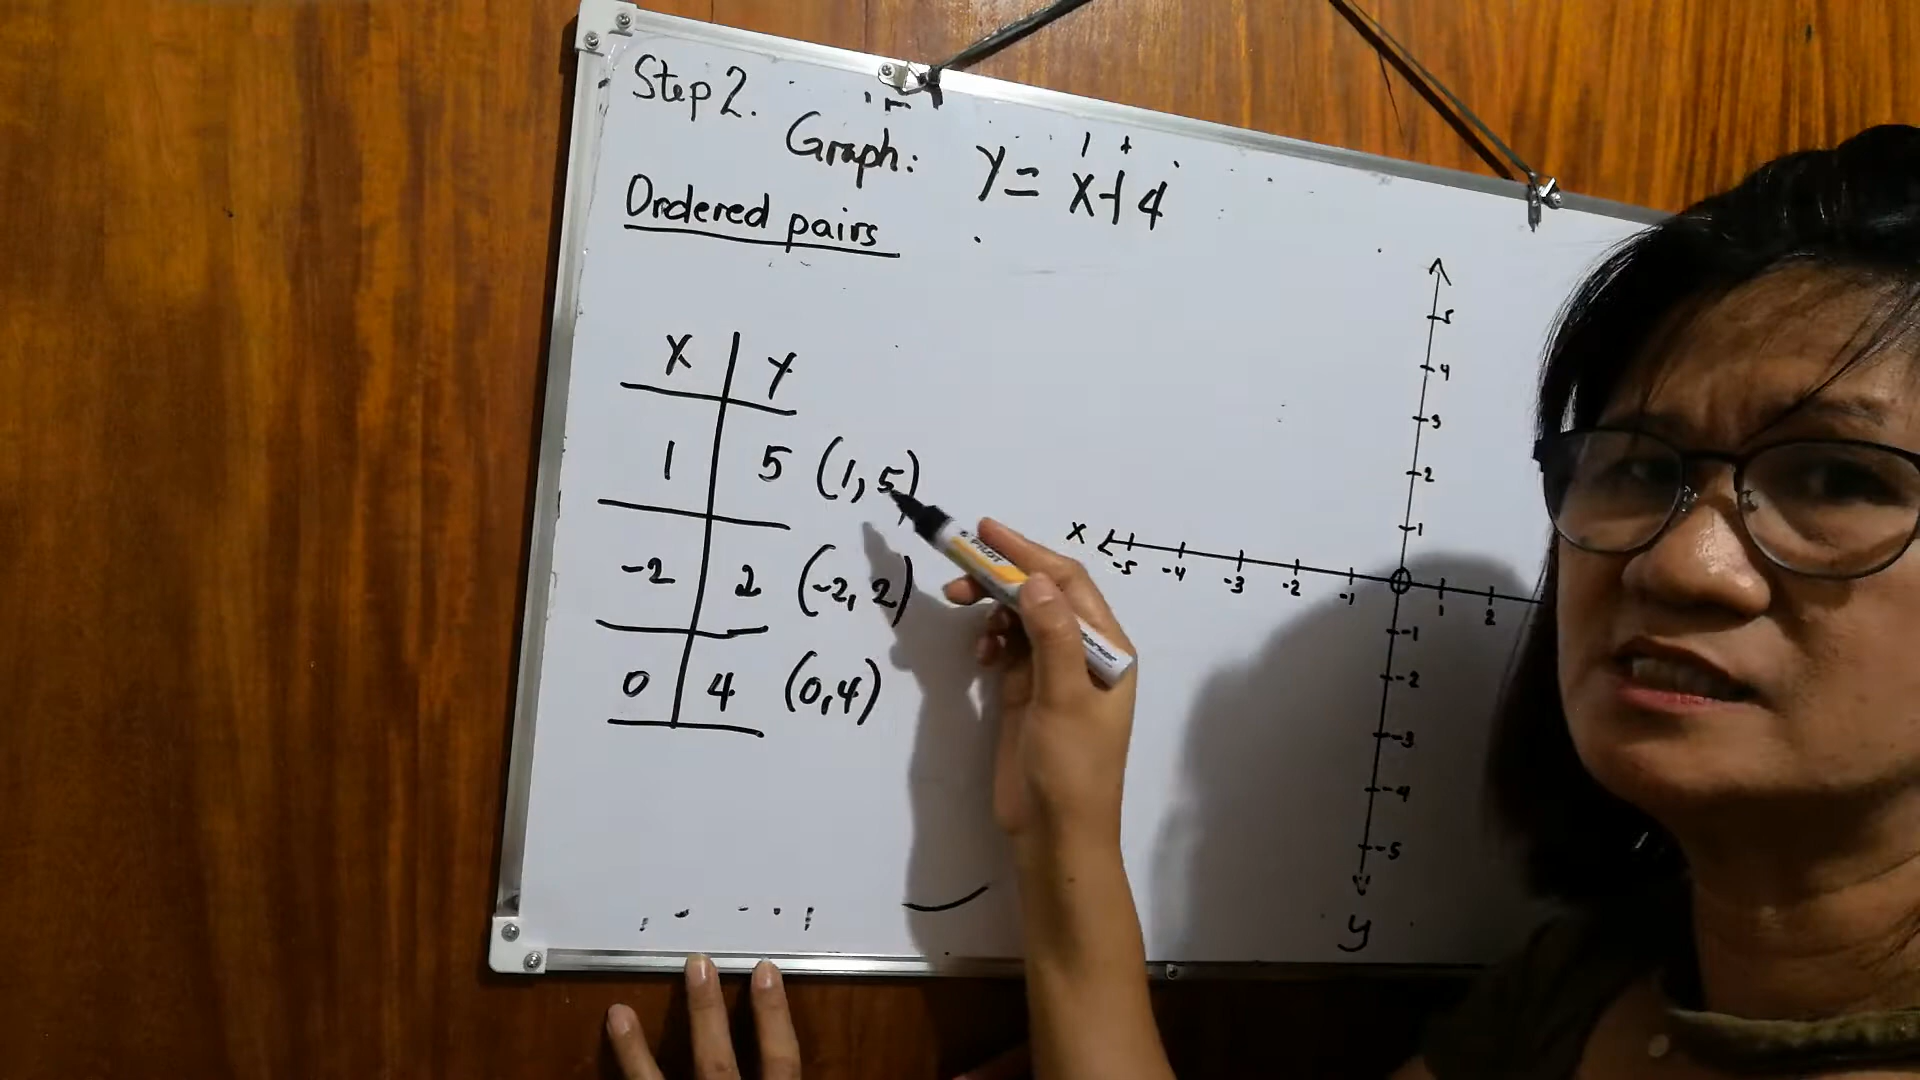 Step 2.
Graph: y = x + 4
Ordered pairs
x y
1 5 (1, 5)
-2 2 (-2, 2)
0 4 (0,4)
5
4
3
2
1
x -5 -4 -3 -2 -1 0 1 2
-1
-2
-3
-4
-5
y
PILOT